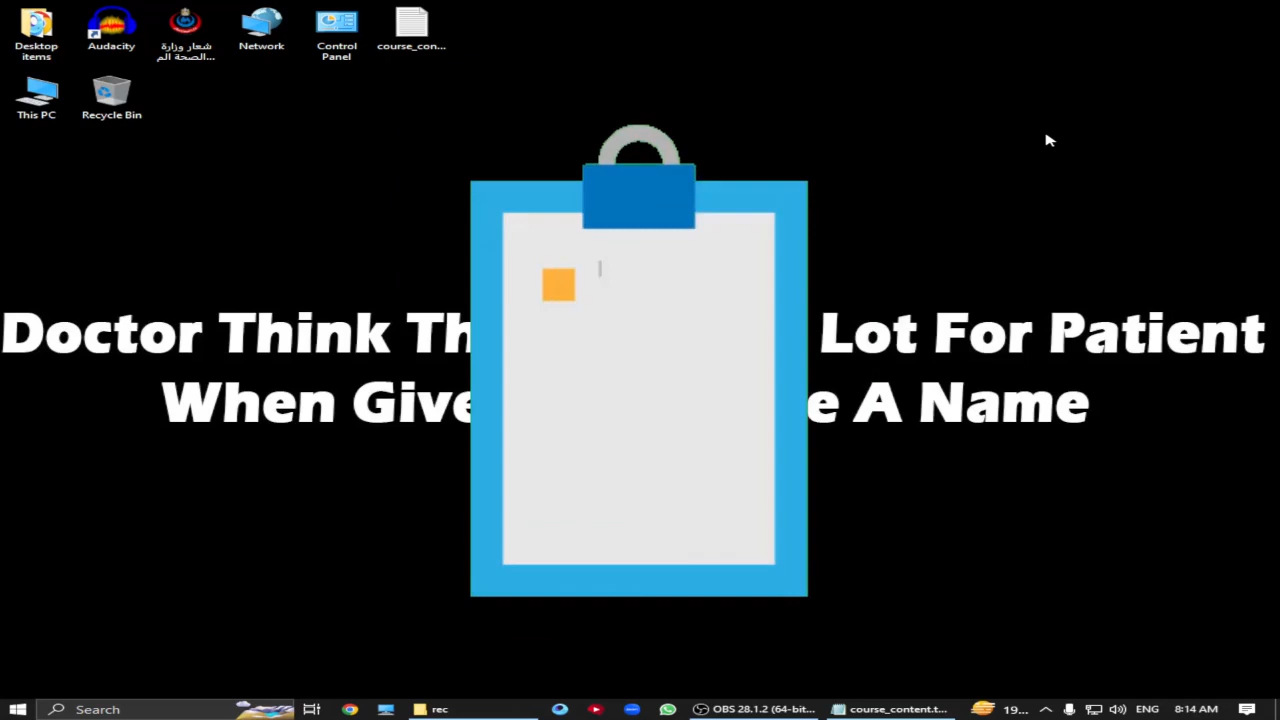 Desktop items
Audacity
شعار وزارة
الصحة الم...
Network
Control Panel
course_con...
This PC
Recycle Bin
Doctor Think Th Lot For Patient
When Give e A Name
Search
rec
OBS 28.1.2 (64-bit...
course_content.t...
19...
ENG
8:14 AM